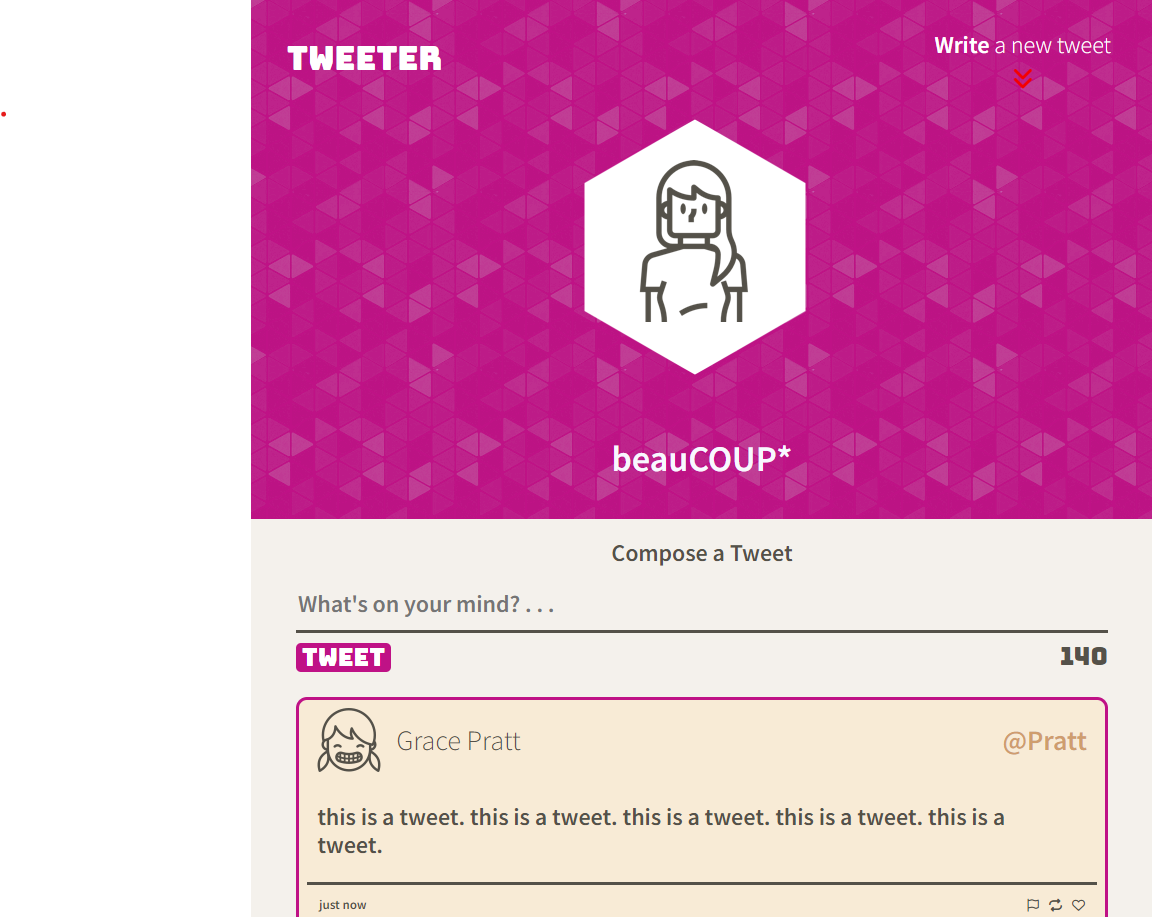 TWEETER
Write a new tweet
beauCOUP*
Compose a Tweet
What's on your mind? . . .
TWEET
140
Grace Pratt
@Pratt
this is a tweet. this is a tweet. this is a tweet. this is a tweet. this is a
tweet.
just now